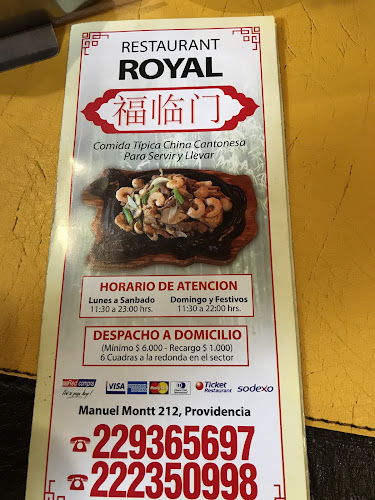 RESTAURANT
ROYAL
福临门
Comida Típica China Cantonesa
Para Servir y Llevar
HORARIO DE ATENCION
Lunes a Sanbado
11:30 a 23:00 hrs.
Domingo y Festivos
11:30 a 22:00 hrs.
DESPACHO A DOMICILIO
(Mínimo $ 6.000 - Recargo $ 1.000)
6 Cuadras a la redonda en el sector
RedCompra
VISA
Ticket
Restaurant
sodexo
Manuel Montt 212, Providencia
229365697
222350998